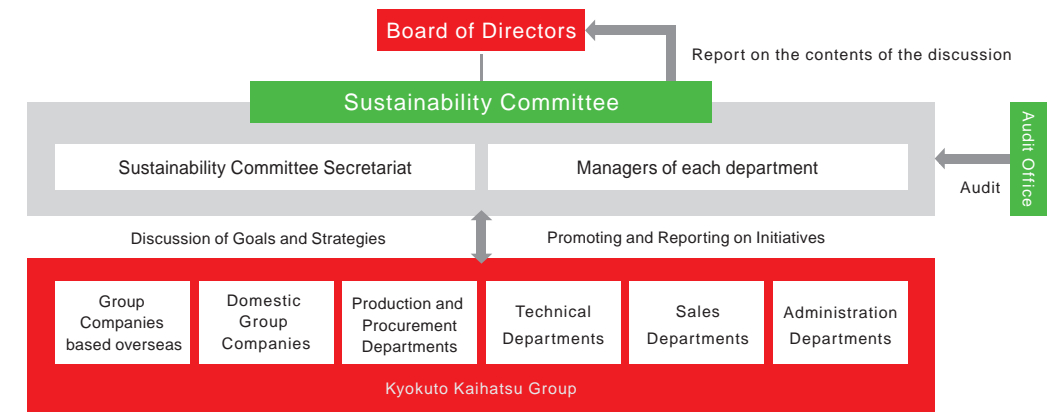 Board of Directors
Report on the contents of the discussion
Sustainability Committee
Sustainability Committee Secretariat
Managers of each department
Audit Office
Audit
Discussion of Goals and Strategies
Promoting and Reporting on Initiatives
Group
Companies
based overseas
Domestic
Group
Companies
Production and
Procurement
Departments
Technical
Departments
Sales
Departments
Administration
Departments
Kyokuto Kaihatsu Group